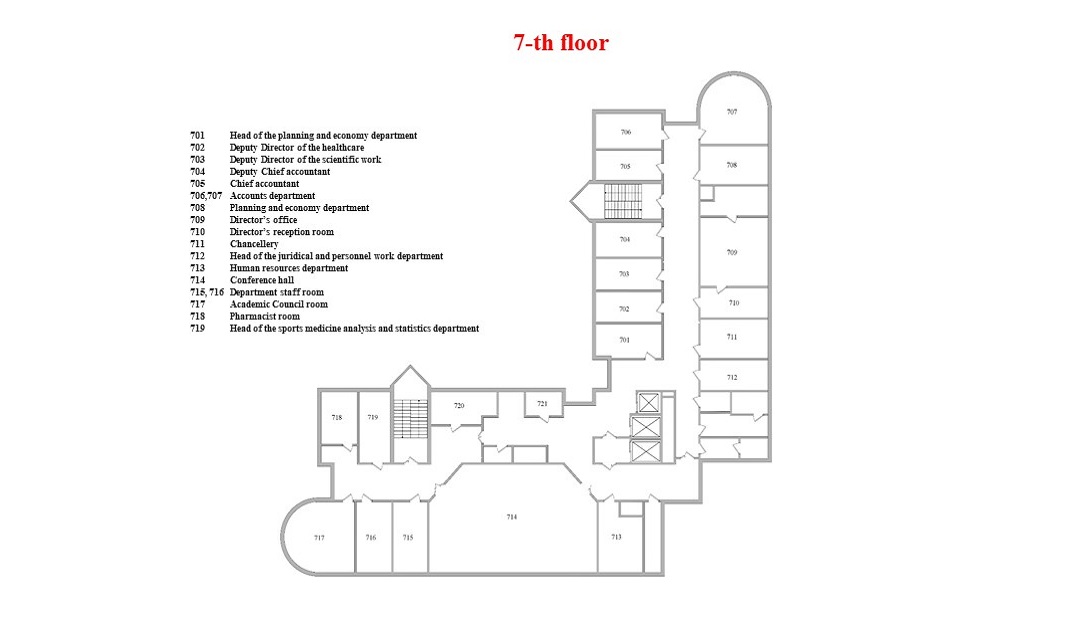 7-th floor
701 Head of the planning and economy department
702 Deputy Director of the healthcare
703 Deputy Director of the scientific work
704 Deputy Chief accountant
705 Chief accountant
706,707 Accounts department
708 Planning and economy department
709 Director's office
710 Director's reception room
711 Chancellery
712 Head of the juridical and personnel work department
713 Human resources department
714 Conference hall
715, 716 Department staff room
717 Academic Council room
718 Pharmacist room
719 Head of the sports medicine analysis and statistics department
707
706
705
708
704
709
703
702
710
701
711
712
718
719
720
721
717
716
715
714
713